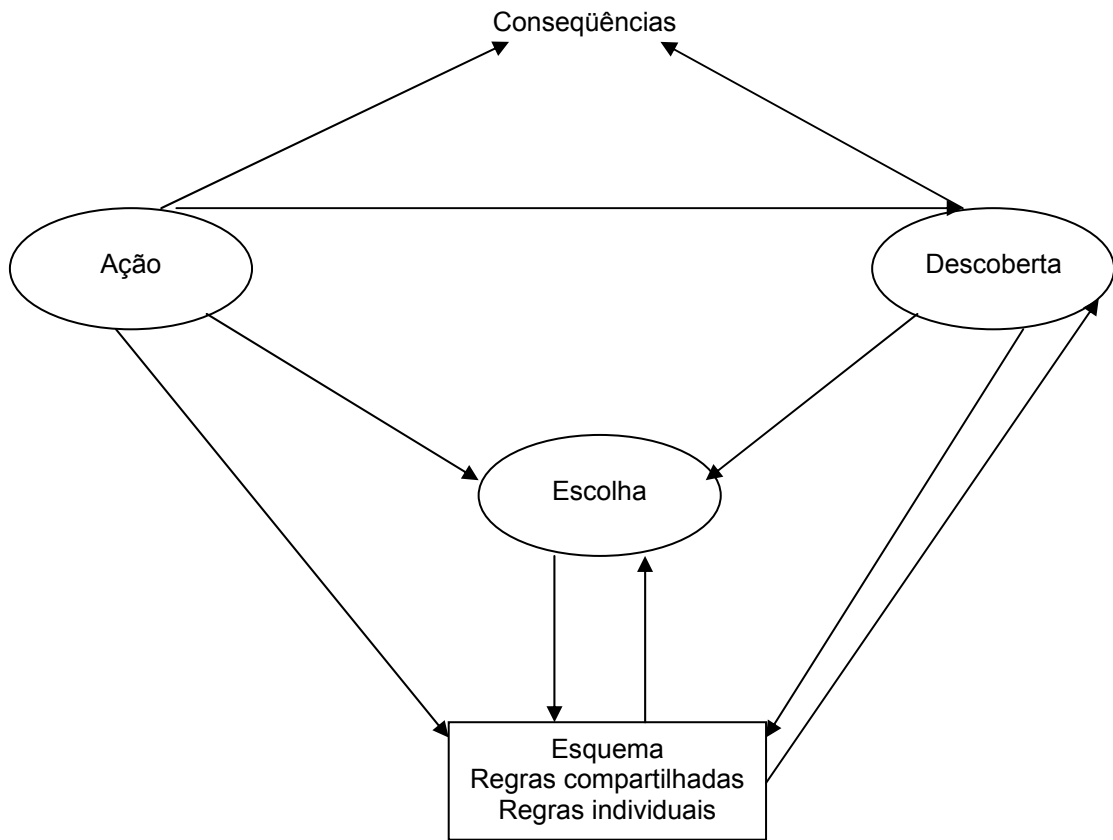 Conseqüências
Ação
Descoberta
Escolha
Esquema
Regras compartilhadas
Regras individuais